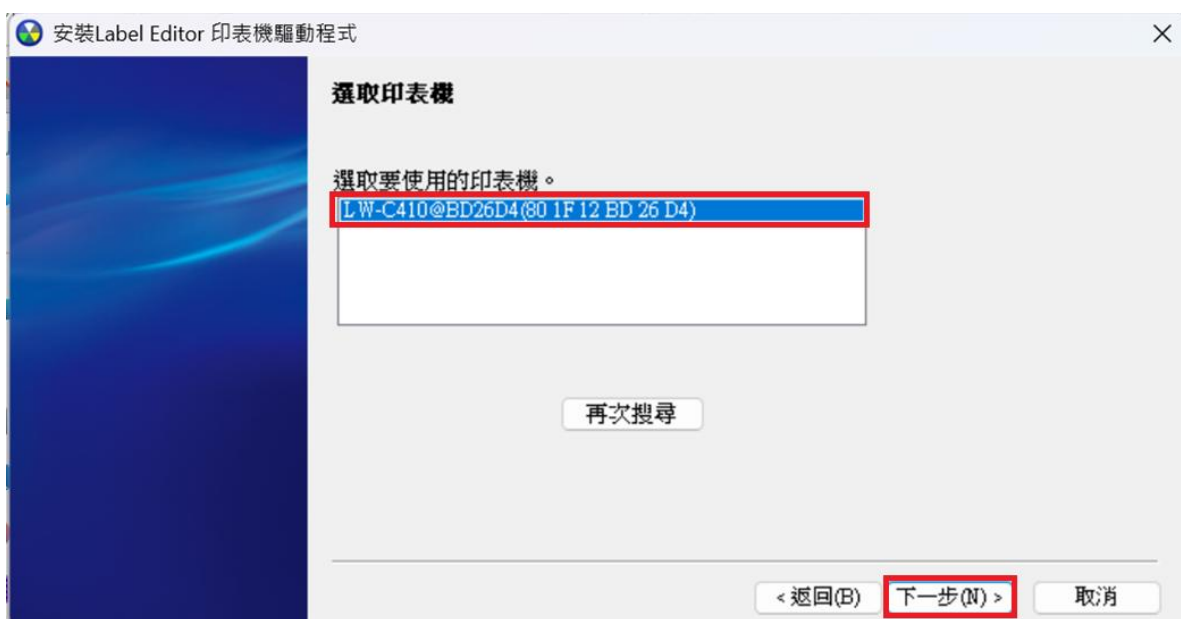 安裝Label Editor 印表機驅動程式
選取印表機
選取要使用的印表機。
LW-C410@BD26D4(80 1F 12 BD 26 D4)
再次搜尋
<返回(B)
下一步(N) >
取消